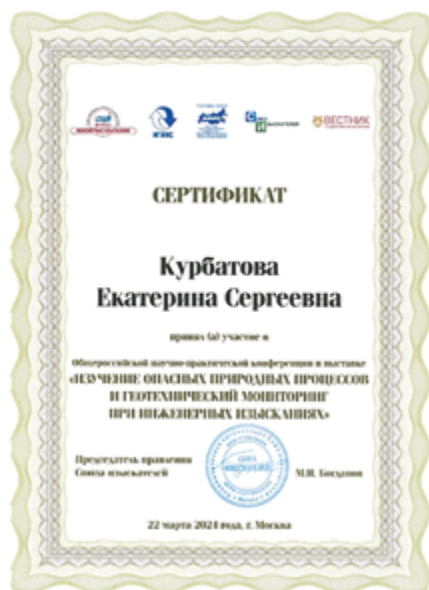 ВЕСТНИК
СЕРТИФИКАТ
Курбатова
Екатерина Сергеевна
принял (а) участие в
Общероссийской научно-практической конференции и выставке
«ИЗУЧЕНИЕ ОПАСНЫХ ПРИРОДНЫХ ПРОЦЕССОВ
И ГЕОТЕХНИЧЕСКИЙ МОНИТОРИНГ
ПРИ ИНЖЕНЕРНЫХ ИЗЫСКАНИЯХ»
Председатель правления
Союза изыскателей
М.И. Богданов
22 марта 2024 года, г. Москва